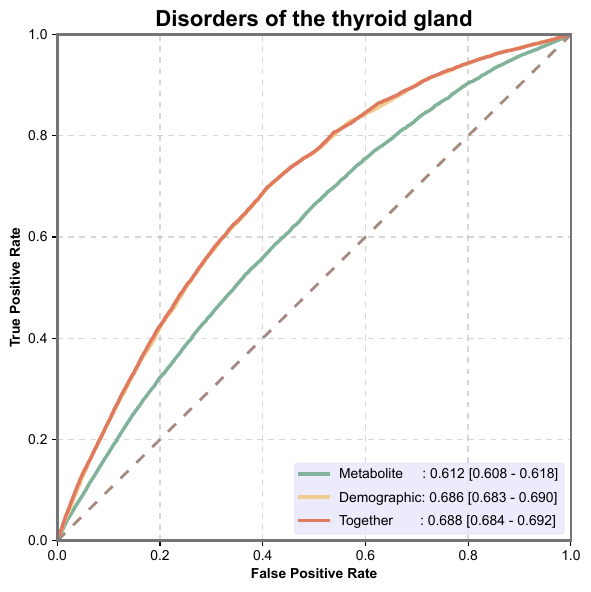 Disorders of the thyroid gland
True Positive Rate
1.0
0.8
0.6
0.4
0.2
0.0
Metabolite : 0.612 [0.608 - 0.618]
Demographic: 0.686 [0.683 - 0.690]
Together : 0.688 [0.684 - 0.692]
0.0 0.2 0.4 0.6 0.8 1.0
False Positive Rate